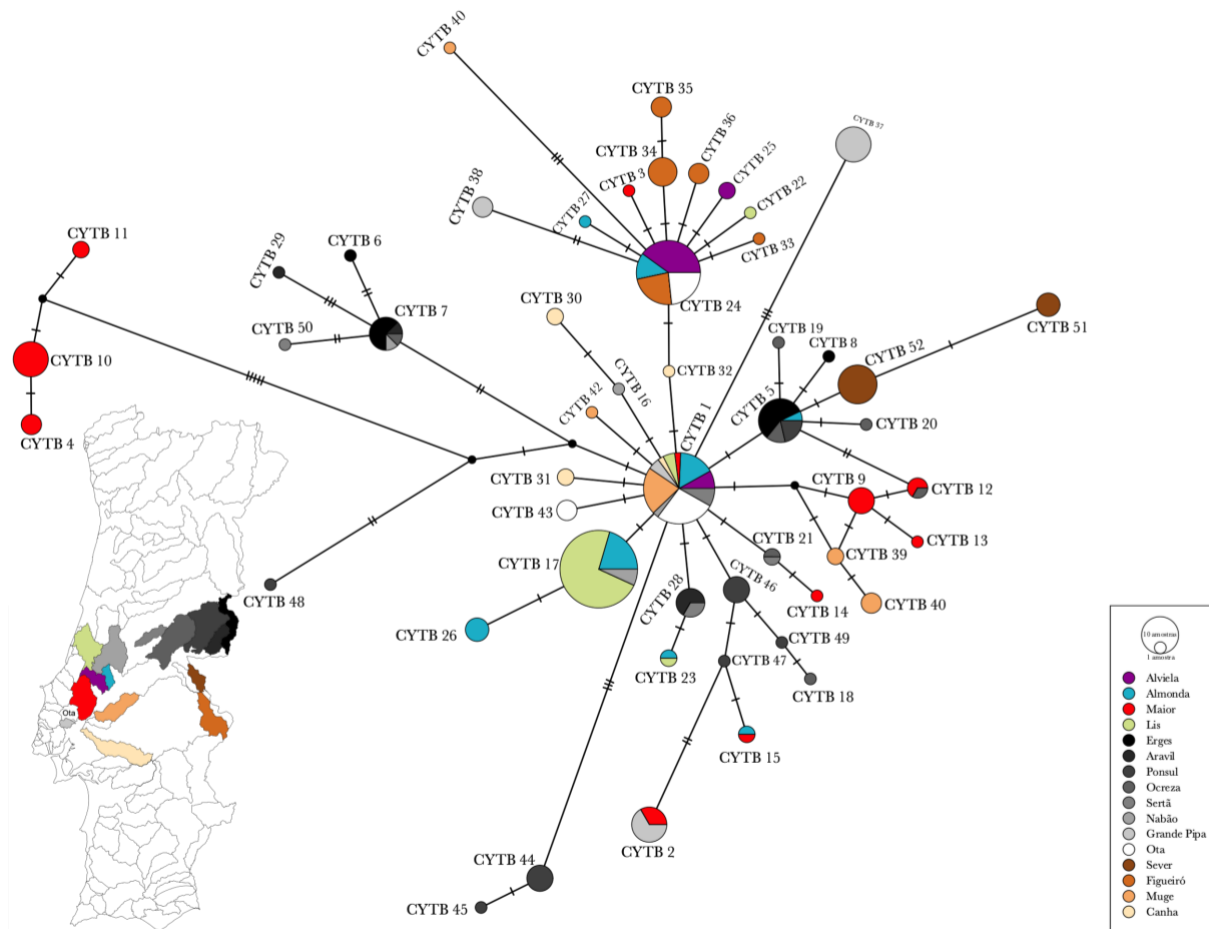 CYTB 40
CYTB 35
CYTB 36
CYTB 37
CYTB 34
CYTB 3
CYTB 25
CYTB 38
CYTB 27
CYTB 22
CYTB 11
CYTB 29
CYTB 6
CYTB 33
CYTB 7
CYTB 30
CYTB 24
CYTB 50
CYTB 19
CYTB 8
CYTB 51
CYTB 52
CYTB 10
CYTB 32
CYTB 16
CYTB 42
CYTB 1
CYTB 5
CYTB 20
CYTB 4
CYTB 31
CYTB 9
CYTB 12
CYTB 43
CYTB 13
CYTB 21
CYTB 39
CYTB 17
CYTB 46
CYTB 28
CYTB 48
CYTB 14
CYTB 40
CYTB 26
CYTB 49
CYTB 23
CYTB 47
CYTB 18
CYTB 15
CYTB 2
CYTB 44
CYTB 45
Ota
10 amostras
1 amostra
Alviela
Almonda
Maior
Lis
Erges
Aravil
Ponsul
Ocreza
Sertã
Nabão
Grande Pipa
Ota
Sever
Figueiró
Muge
Canha